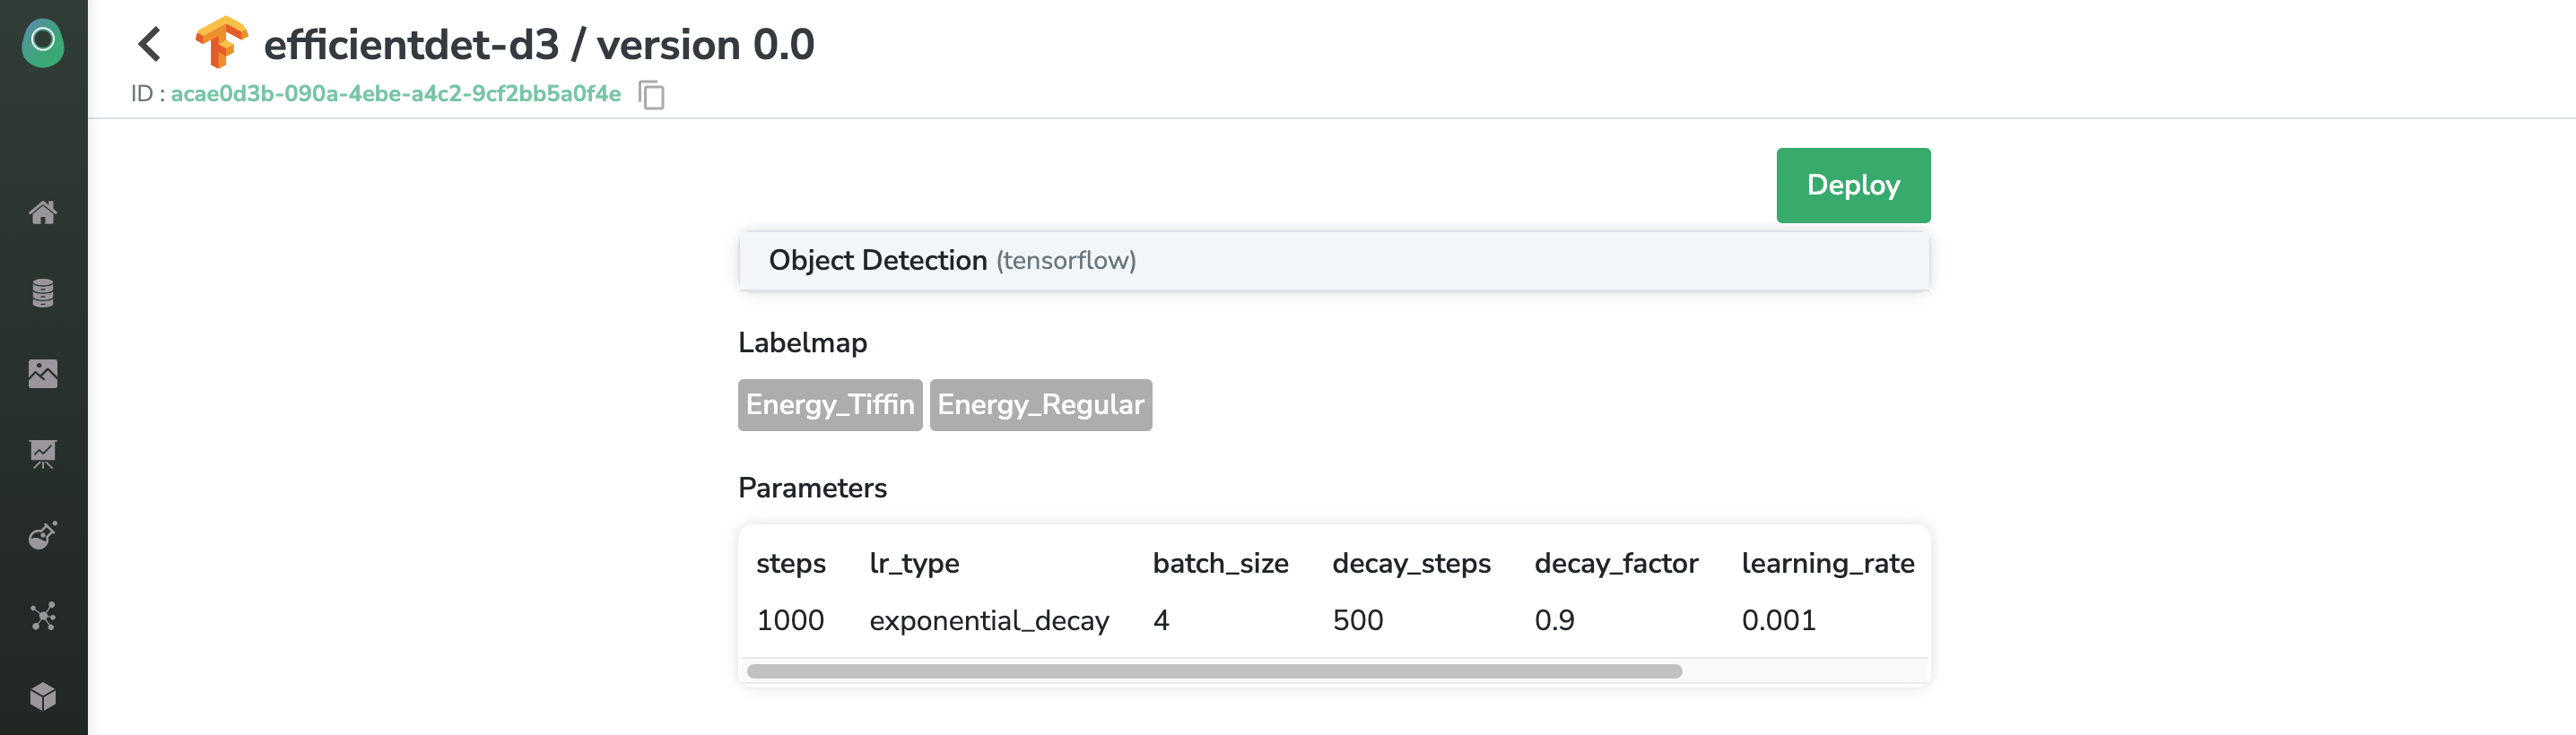 efficientdet-d3 / version 0.0
ID : acae0d3b-090a-4ebe-a4c2-9cf2bb5a0f4e
Deploy
Object Detection (tensorflow)
Labelmap
Energy_Tiffin Energy_Regular
Parameters
steps lr_type batch_size decay_steps decay_factor learning_rate
1000 exponential_decay 4 500 0.9 0.001